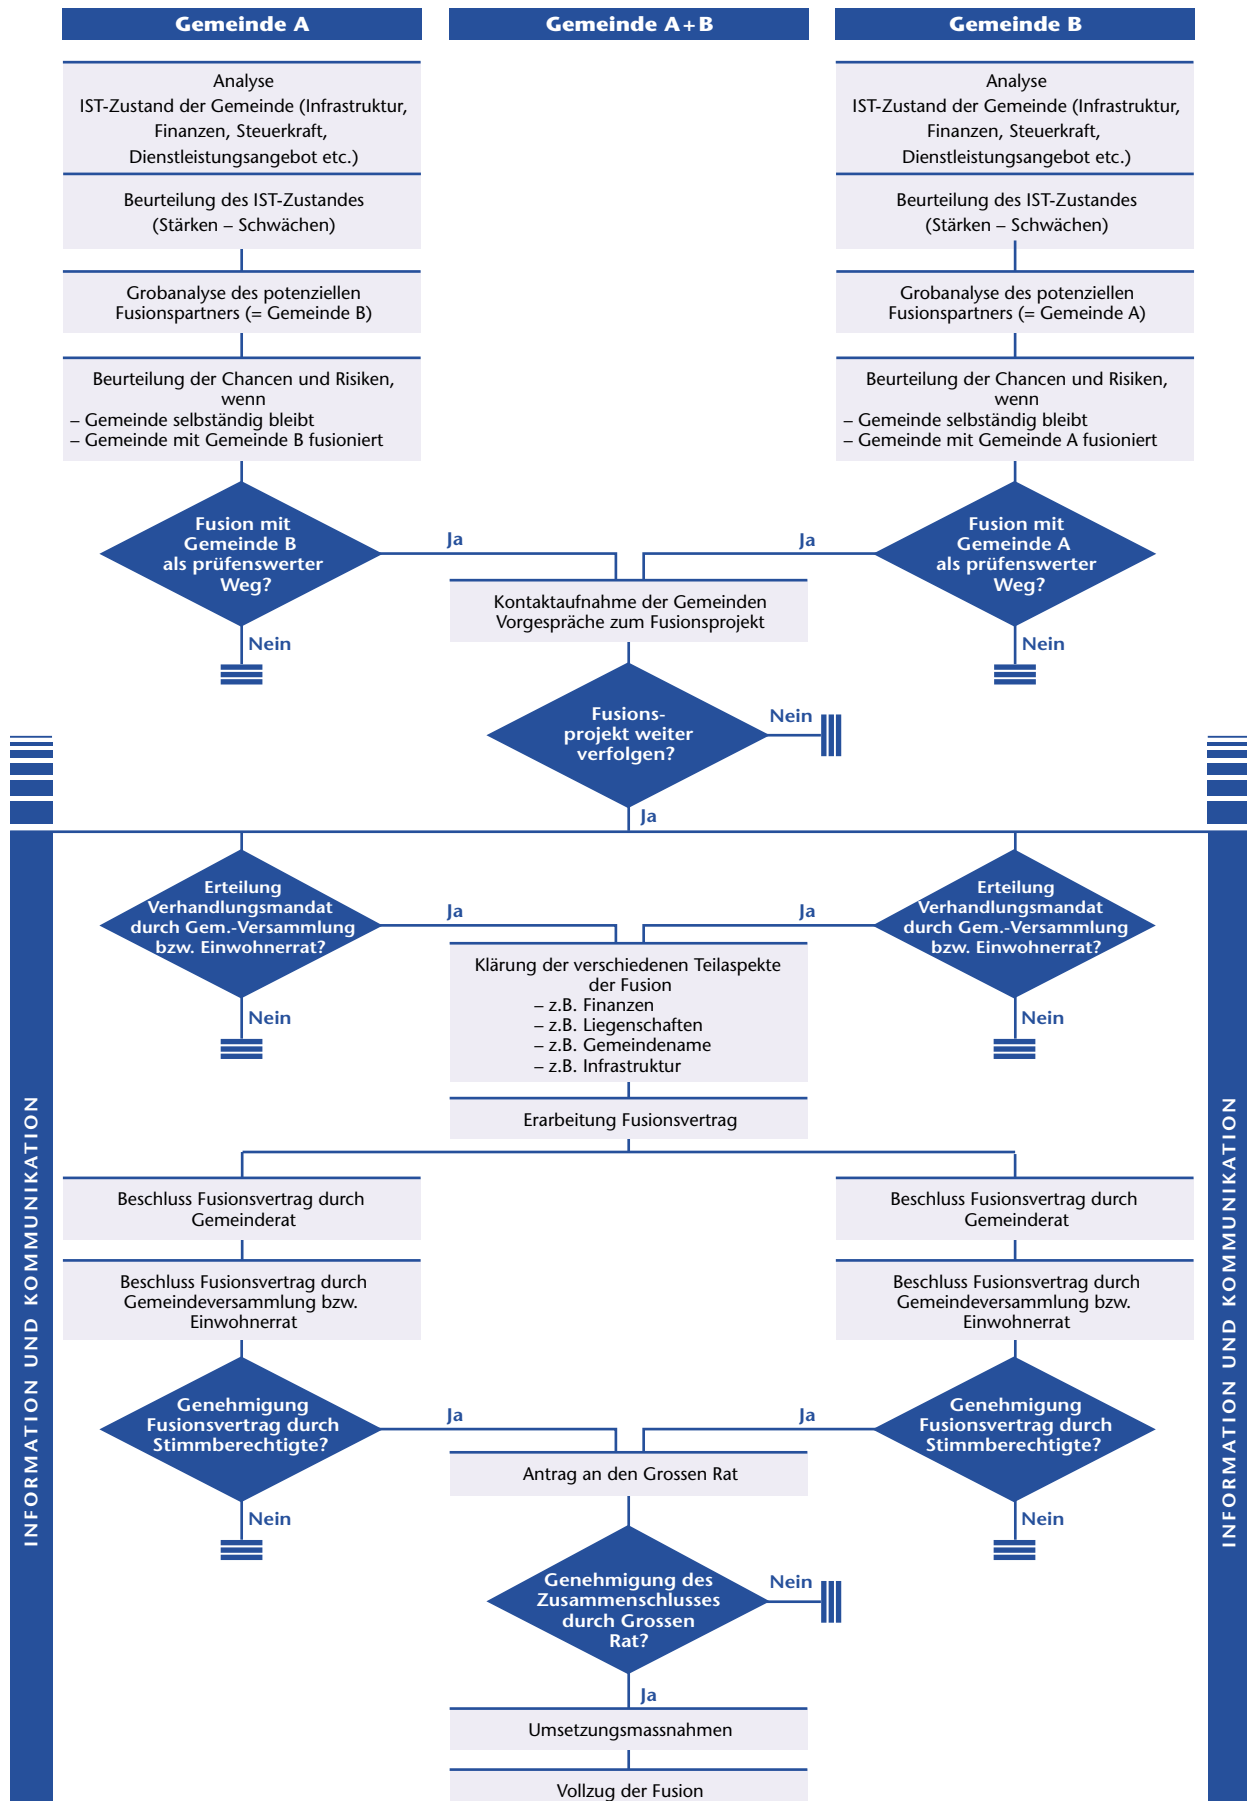 Gemeinde A
Gemeinde A+B
Gemeinde B
Analyse
IST-Zustand der Gemeinde (Infrastruktur,
Finanzen, Steuerkraft,
Dienstleistungsangebot etc.)
Analyse
IST-Zustand der Gemeinde (Infrastruktur,
Finanzen, Steuerkraft,
Dienstleistungsangebot etc.)
Beurteilung des IST-Zustandes
(Stärken – Schwächen)
Beurteilung des IST-Zustandes
(Stärken – Schwächen)
Grobanalyse des potenziellen
Fusionspartners (= Gemeinde B)
Grobanalyse des potenziellen
Fusionspartners (= Gemeinde A)
Beurteilung der Chancen und Risiken,
wenn
– Gemeinde selbständig bleibt
– Gemeinde mit Gemeinde B fusioniert
Beurteilung der Chancen und Risiken,
wenn
– Gemeinde selbständig bleibt
– Gemeinde mit Gemeinde A fusioniert
Fusion mit
Gemeinde B
als prüfenswerter
Weg?
Ja
Ja
Fusion mit
Gemeinde A
als prüfenswerter
Weg?
Kontaktaufnahme der Gemeinden
Vorgespräche zum Fusionsprojekt
Nein
Nein
Fusions-
projekt weiter
verfolgen?
Nein
Ja
Erteilung
Verhandlungsmandat
durch Gem.-Versammlung
bzw. Einwohnerrat?
Ja
Ja
Erteilung
Verhandlungsmandat
durch Gem.-Versammlung
bzw. Einwohnerrat?
Klärung der verschiedenen Teilaspekte
der Fusion
– z.B. Finanzen
– z.B. Liegenschaften
– z.B. Gemeindename
– z.B. Infrastruktur
Nein
Nein
Erarbeitung Fusionsvertrag
Beschluss Fusionsvertrag durch
Gemeinderat
Beschluss Fusionsvertrag durch
Gemeinderat
Beschluss Fusionsvertrag durch
Gemeindeversammlung bzw.
Einwohnerrat
Beschluss Fusionsvertrag durch
Gemeindeversammlung bzw.
Einwohnerrat
Genehmigung
Fusionsvertrag durch
Stimmberechtigte?
Ja
Ja
Genehmigung
Fusionsvertrag durch
Stimmberechtigte?
Antrag an den Grossen Rat
Nein
Nein
Genehmigung des
Zusammenschlusses
durch Grossen
Rat?
Nein
Ja
Umsetzungsmassnahmen
Vollzug der Fusion
INFORMATION UND KOMMUNIKATION
INFORMATION UND KOMMUNIKATION